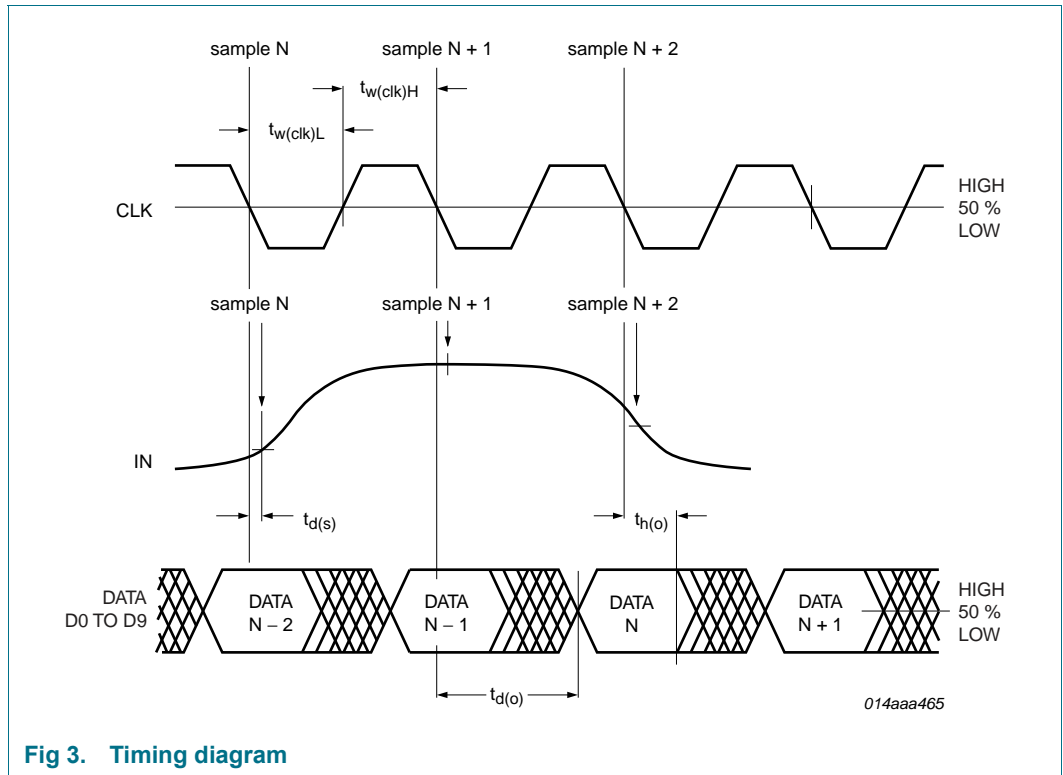 sample N
sample N + 1
sample N + 2
tw(clk)H
tw(clk)L
CLK
HIGH
50 %
LOW
sample N
sample N + 1
sample N + 2
IN
td(s)
th(o)
DATA
D0 TO D9
DATA
N − 2
DATA
N − 1
DATA
N
DATA
N + 1
HIGH
50 %
LOW
td(o)
014aaa465
Fig 3. Timing diagram